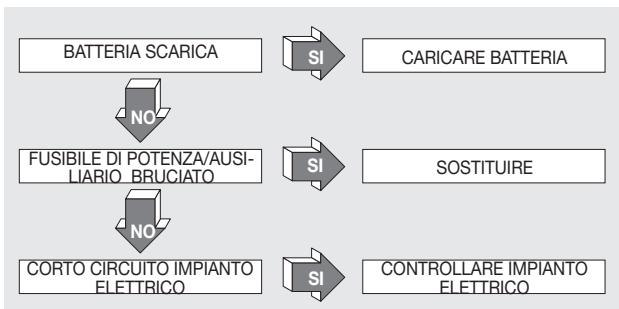 BATTERIA SCARICA
SI
CARICARE BATTERIA
NO
FUSIBILE DI POTENZA/AUSI-
LIARIO BRUCIATO
SI
SOSTITUIRE
NO
CORTO CIRCUITO IMPIANTO
ELETTRICO
SI
CONTROLLARE IMPIANTO
ELETTRICO